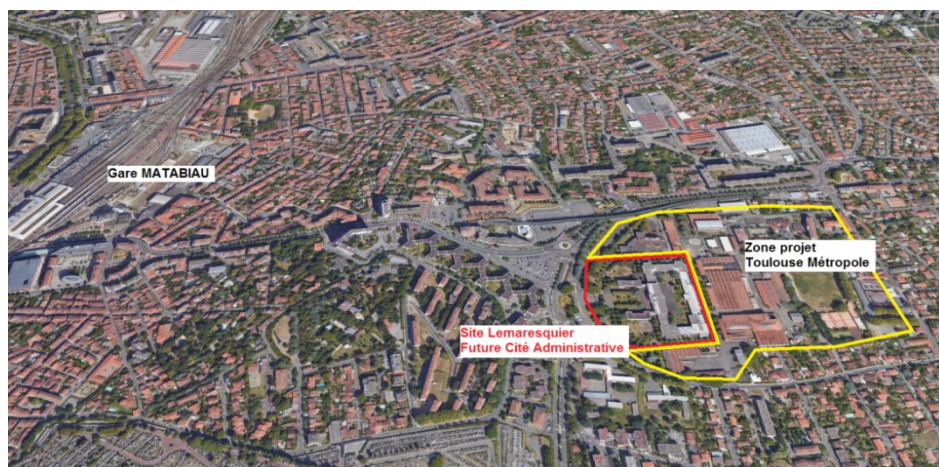 Gare MATABIAU
Zone projet
Toulouse Métropole
Site Lemaresquier
Future Cité Administrative